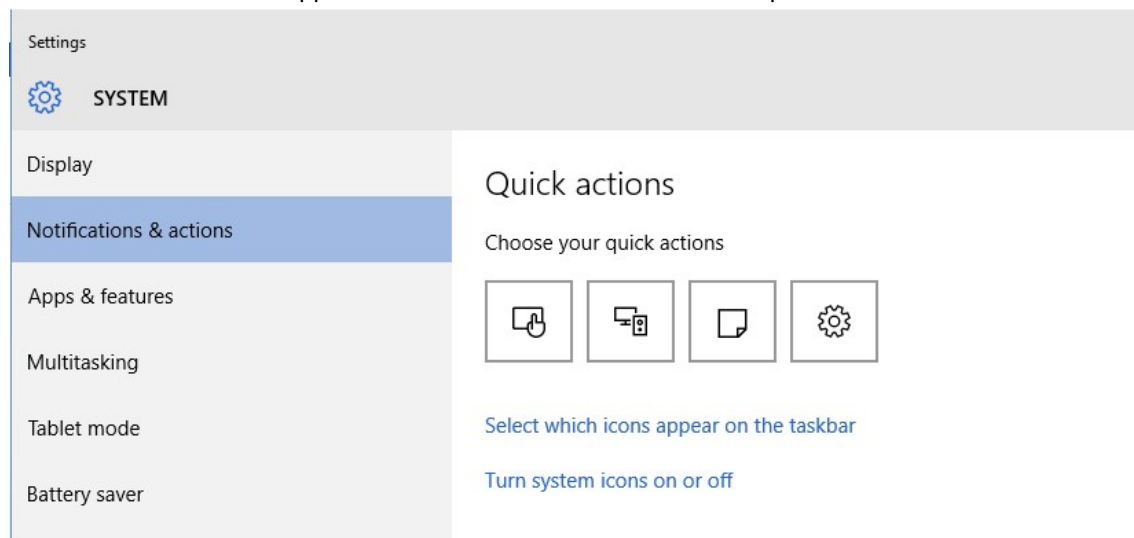 Settings
SYSTEM
Display
Notifications & actions
Apps & features
Multitasking
Tablet mode
Battery saver
Quick actions
Choose your quick actions
Select which icons appear on the taskbar
Turn system icons on or off